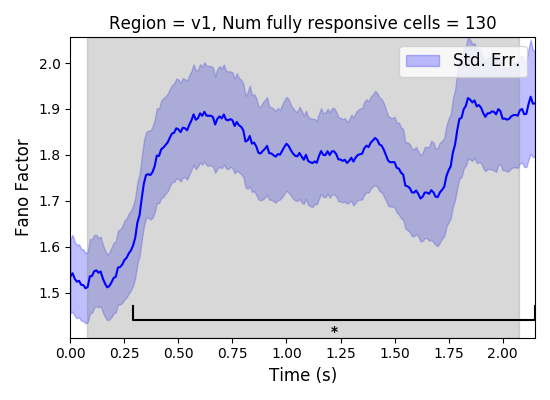 Region = v1, Num fully responsive cells = 130
Std. Err.
Fano Factor
2.0
1.9
1.8
1.7
1.6
1.5
*
0.00 0.25 0.50 0.75 1.00 1.25 1.50 1.75 2.00
Time (s)